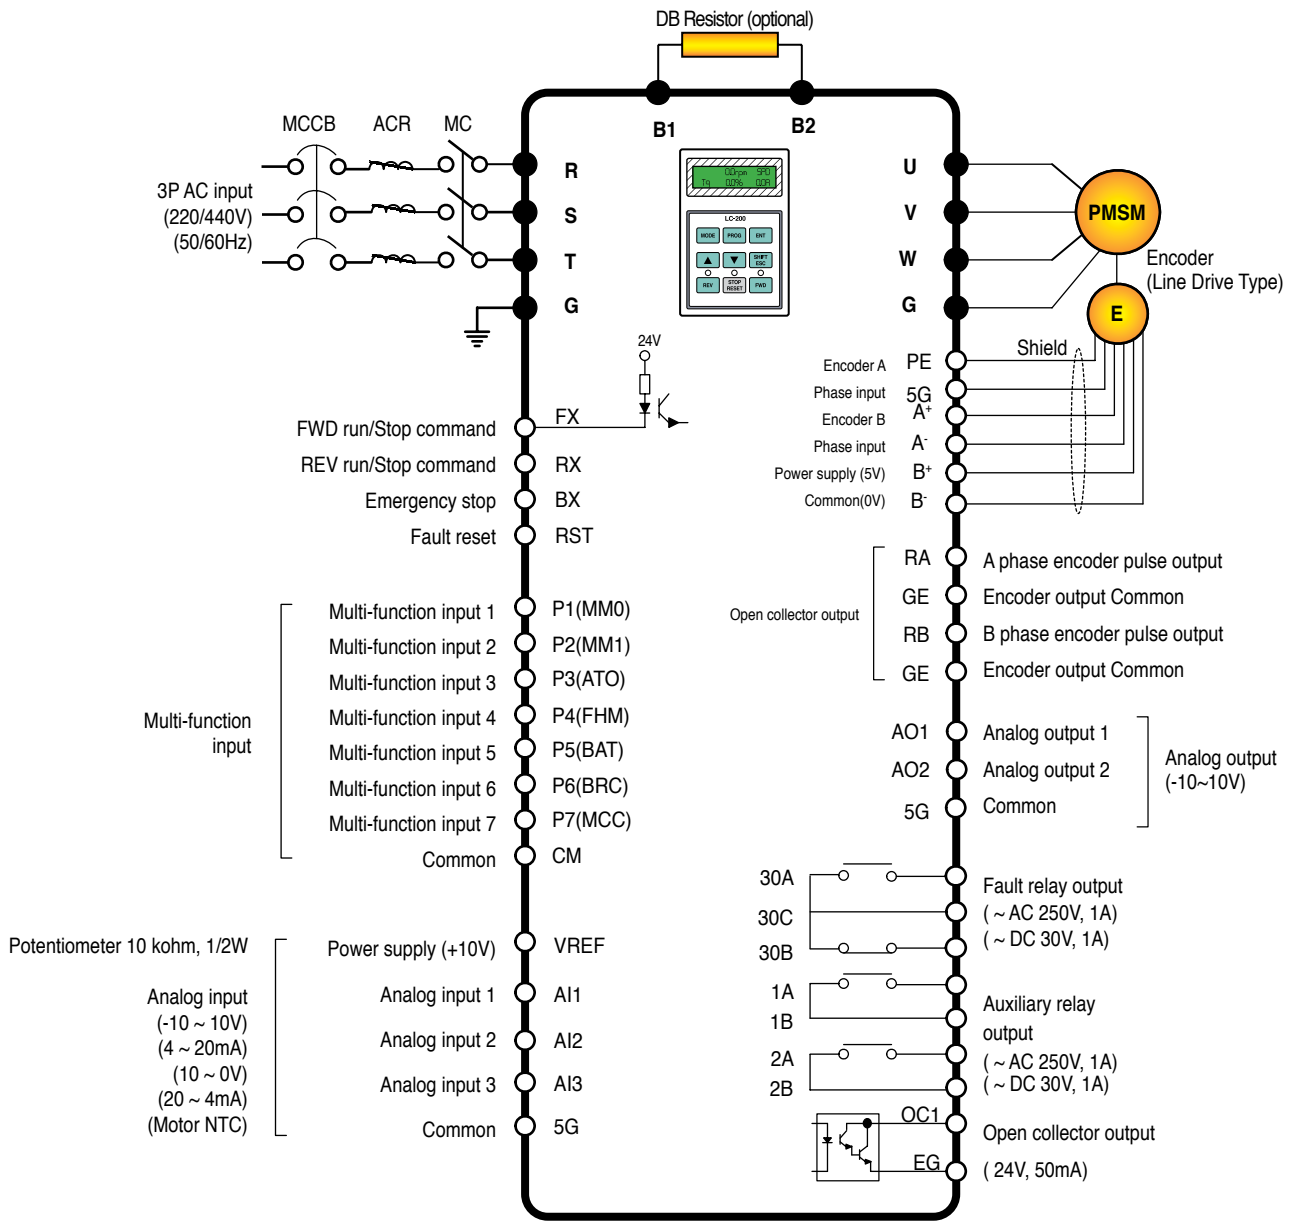 DB Resistor (optional)
B1
B2
MCCB
ACR
MC
3P AC input
(220/440V)
(50/60Hz)
R
S
T
G
0.0rpm SPD
Tq 0.0% 0.0A
LC-200
MODE
PROG
ENT
SHIFT
ESC
REV
STOP
RESET
FWD
U
V
W
G
PMSM
Encoder
(Line Drive Type)
E
24V
FWD run/Stop command
FX
REV run/Stop command
RX
Emergency stop
BX
Fault reset
RST
Shield
Encoder A
PE
Phase input
5G
Encoder B
A+
Phase input
A-
Power supply (5V)
B+
Common(0V)
B-
Multi-function
input
Multi-function input 1
P1(MM0)
Multi-function input 2
P2(MM1)
Multi-function input 3
P3(ATO)
Multi-function input 4
P4(FHM)
Multi-function input 5
P5(BAT)
Multi-function input 6
P6(BRC)
Multi-function input 7
P7(MCC)
Common
CM
Open collector output
RA
A phase encoder pulse output
GE
Encoder output Common
RB
B phase encoder pulse output
GE
Encoder output Common
AO1
Analog output 1
AO2
Analog output 2
5G
Common
Analog output
(-10~10V)
Potentiometer 10 kohm, 1/2W
Power supply (+10V)
VREF
Analog input
(-10 ~ 10V)
(4 ~ 20mA)
(10 ~ 0V)
(20 ~ 4mA)
(Motor NTC)
Analog input 1
AI1
Analog input 2
AI2
Analog input 3
AI3
Common
5G
30A
30C
30B
Fault relay output
( ~ AC 250V, 1A)
( ~ DC 30V, 1A)
1A
1B
2A
2B
Auxiliary relay
output
( ~ AC 250V, 1A)
( ~ DC 30V, 1A)
OC1
EG
Open collector output
( 24V, 50mA)